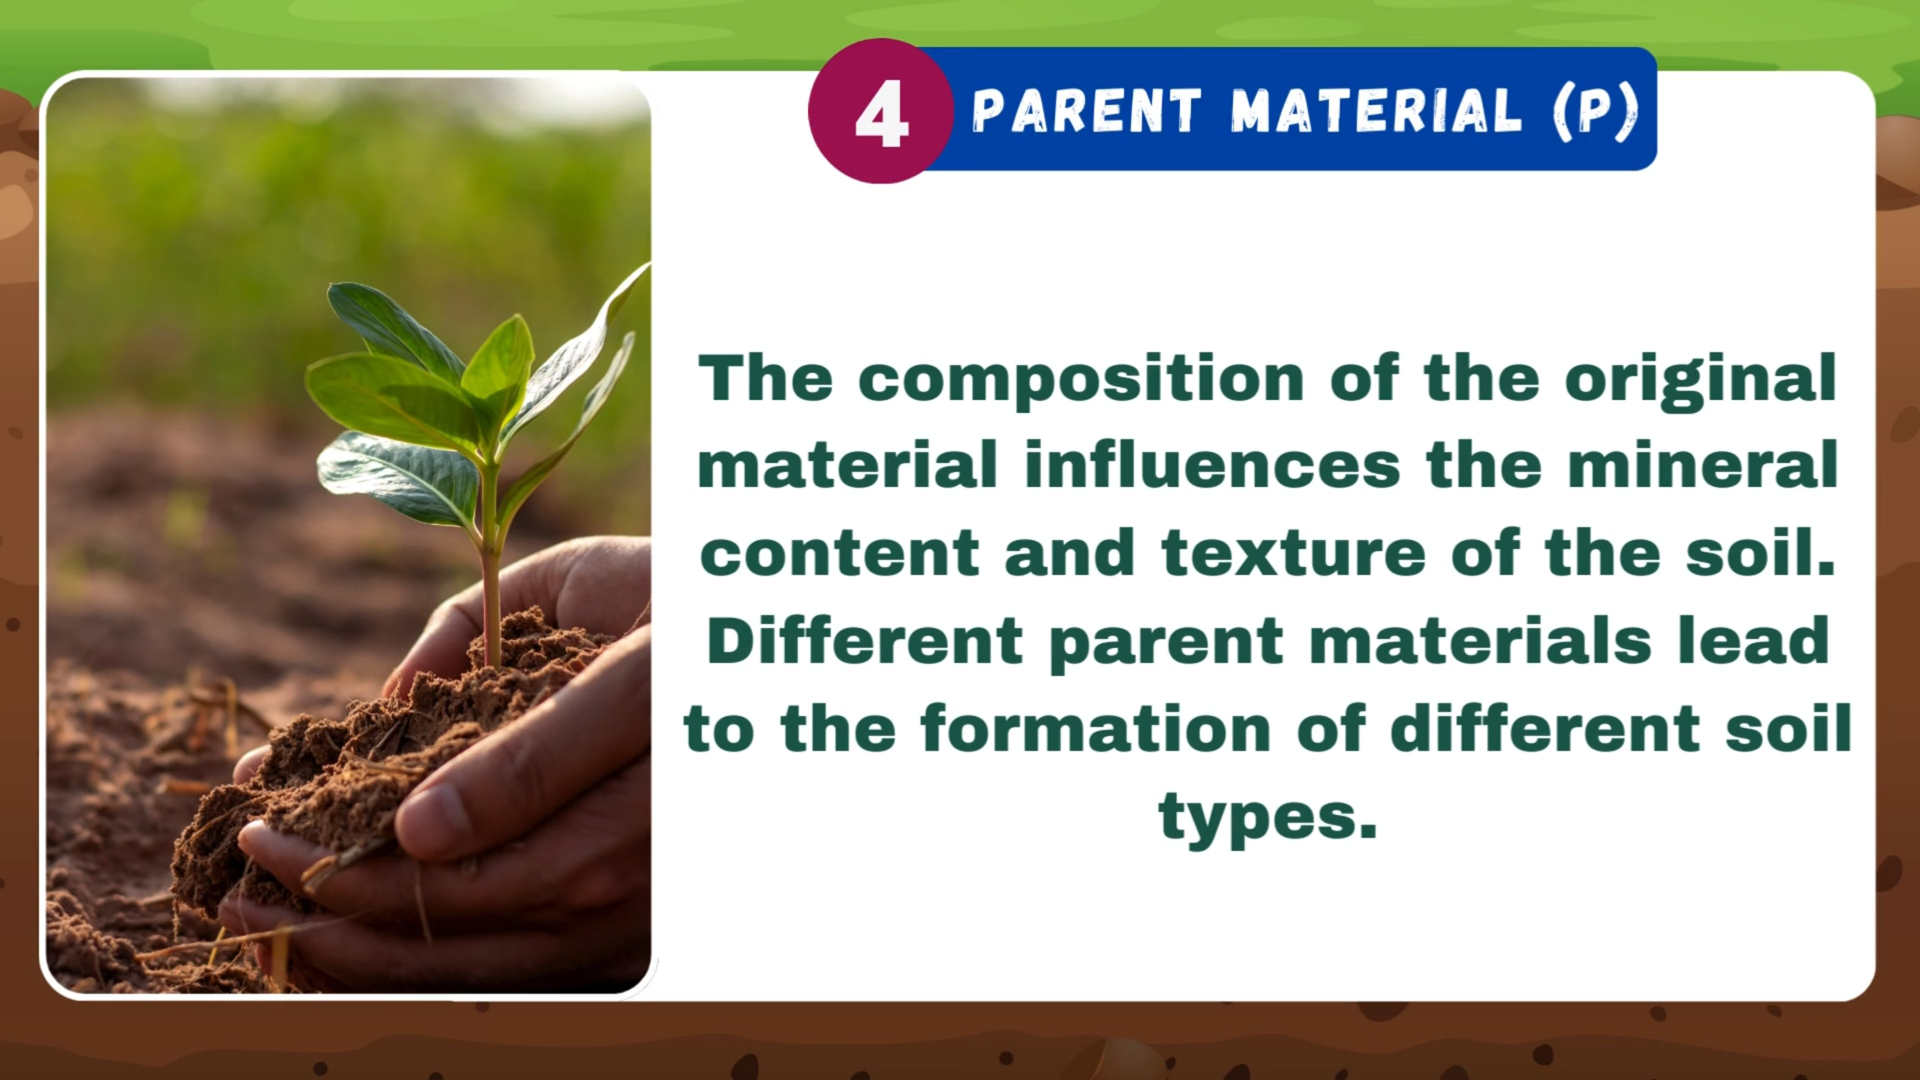 4
PARENT MATERIAL (P)
The composition of the original
material influences the mineral
content and texture of the soil.
Different parent materials lead
to the formation of different soil
types.